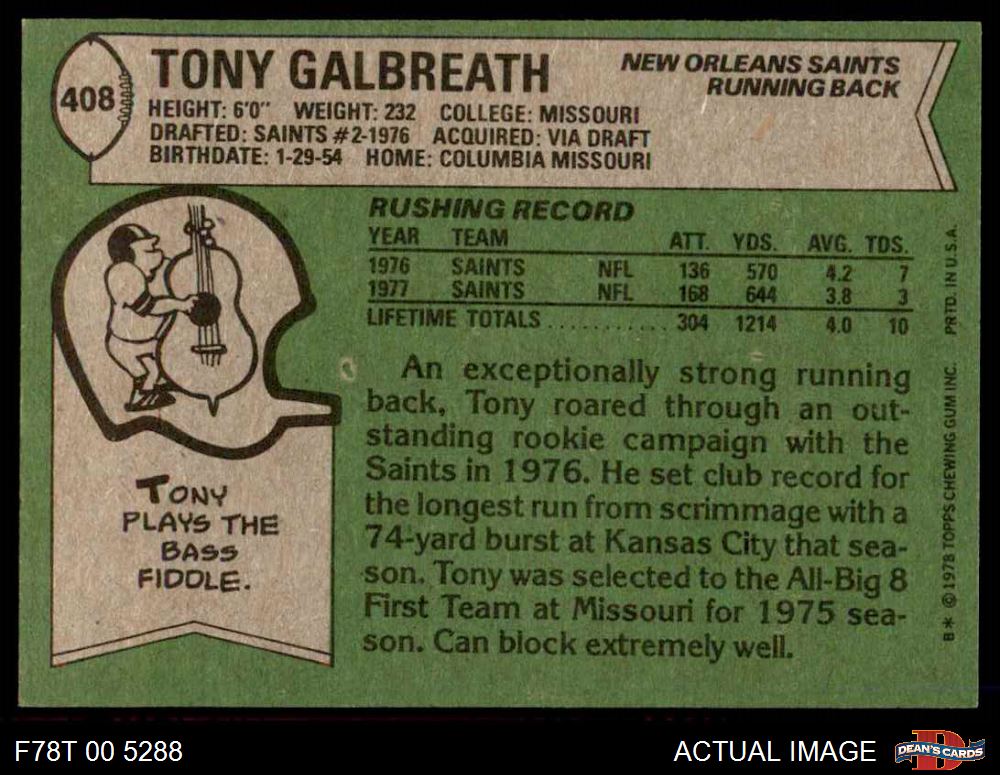 408
TONY GALBREATH
NEW ORLEANS SAINTS
RUNNING BACK
HEIGHT: 6'0" WEIGHT: 232 COLLEGE: MISSOURI
DRAFTED: SAINTS #2-1976 ACQUIRED: VIA DRAFT
BIRTHDATE: 1-29-54 HOME: COLUMBIA MISSOURI
RUSHING RECORD
YEAR TEAM ATT. YDS. AVG. TDS.
1976 SAINTS NFL 136 570 4.2 7
1977 SAINTS NFL 168 644 3.8 3
LIFETIME TOTALS ........... 304 1214 4.0 10
An exceptionally strong running
back, Tony roared through an out-
standing rookie campaign with the
Saints in 1976. He set club record for
the longest run from scrimmage with a
74-yard burst at Kansas City that sea-
son. Tony was selected to the All-Big 8
First Team at Missouri for 1975 sea-
son. Can block extremely well.
TONY
PLAYS THE
BASS
FIDDLE.
B* © 1978 TOPPS CHEWING GUM INC. PRTD. IN U.S.A.
F78T 00 5288
ACTUAL IMAGE
DEAN'S CARDS